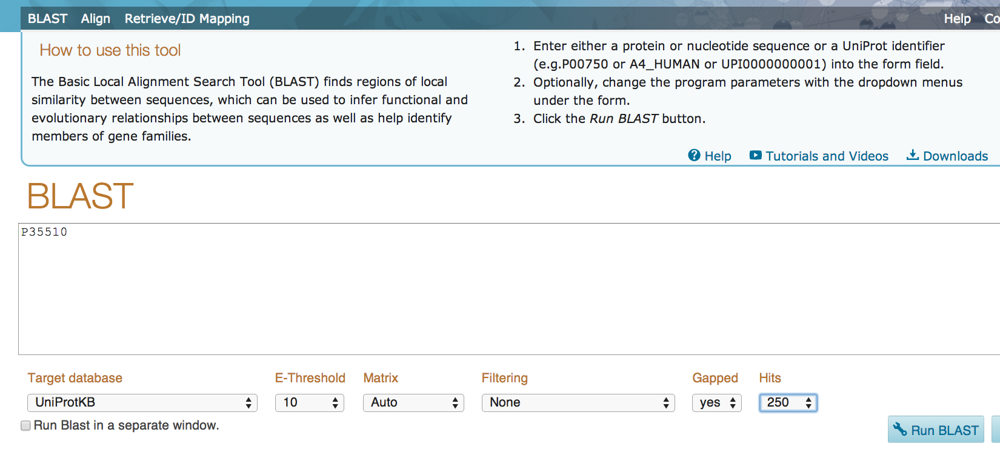 BLAST Align Retrieve/ID Mapping Help Co
How to use this tool
The Basic Local Alignment Search Tool (BLAST) finds regions of local
similarity between sequences, which can be used to infer functional and
evolutionary relationships between sequences as well as help identify
members of gene families.
1. Enter either a protein or nucleotide sequence or a UniProt identifier
(e.g.P00750 or A4_HUMAN or UPI0000000001) into the form field.
2. Optionally, change the program parameters with the dropdown menus
under the form.
3. Click the Run BLAST button.
Help Tutorials and Videos Downloads
BLAST
P35510
Target database E-Threshold Matrix Filtering Gapped Hits
UniProtKB 10 Auto None yes 250
Run Blast in a separate window.
Run BLAST